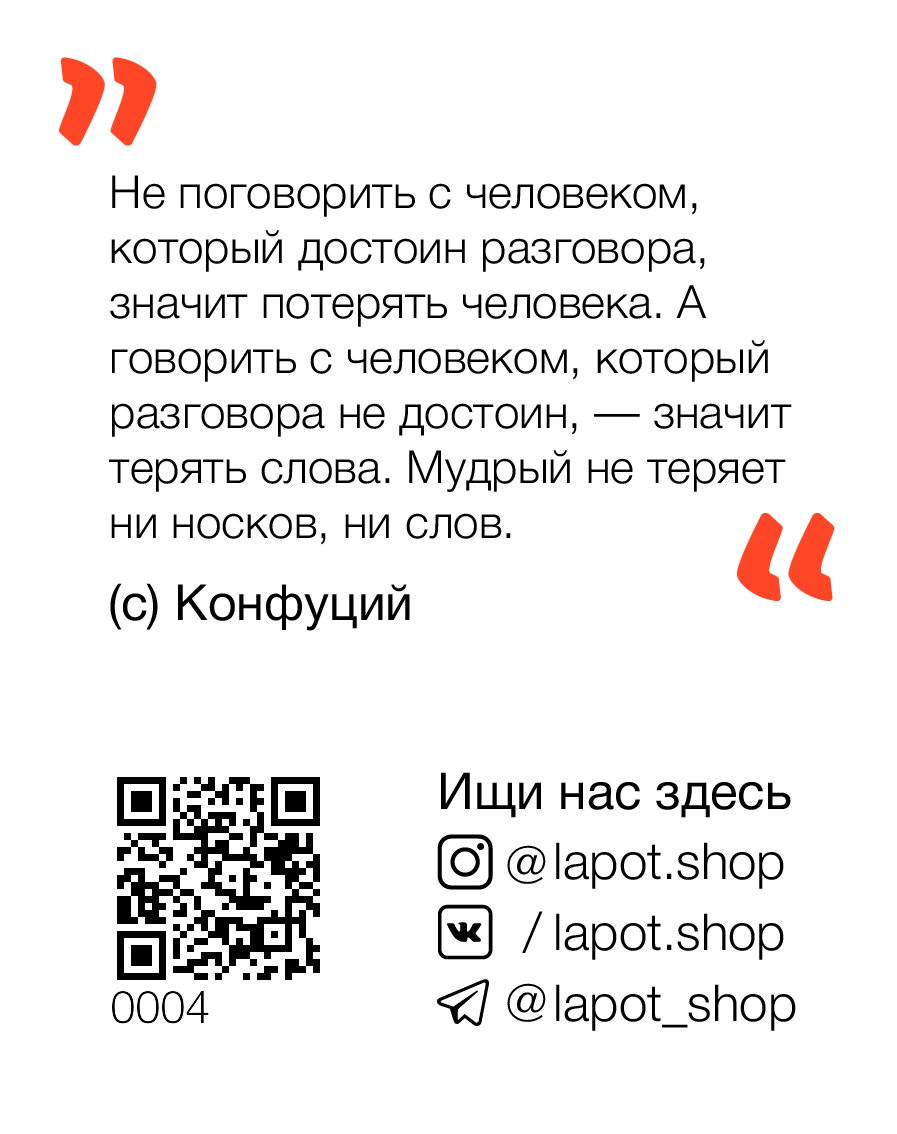 ”
Не поговорить с человеком,
который достоин разговора,
значит потерять человека. А
говорить с человеком, который
разговора не достоин, — значит
терять слова. Мудрый не теряет
ни носков, ни слов.
“
(с) Конфуций
Ищи нас здесь
@lapot.shop
/ lapot.shop
@lapot_shop
0004